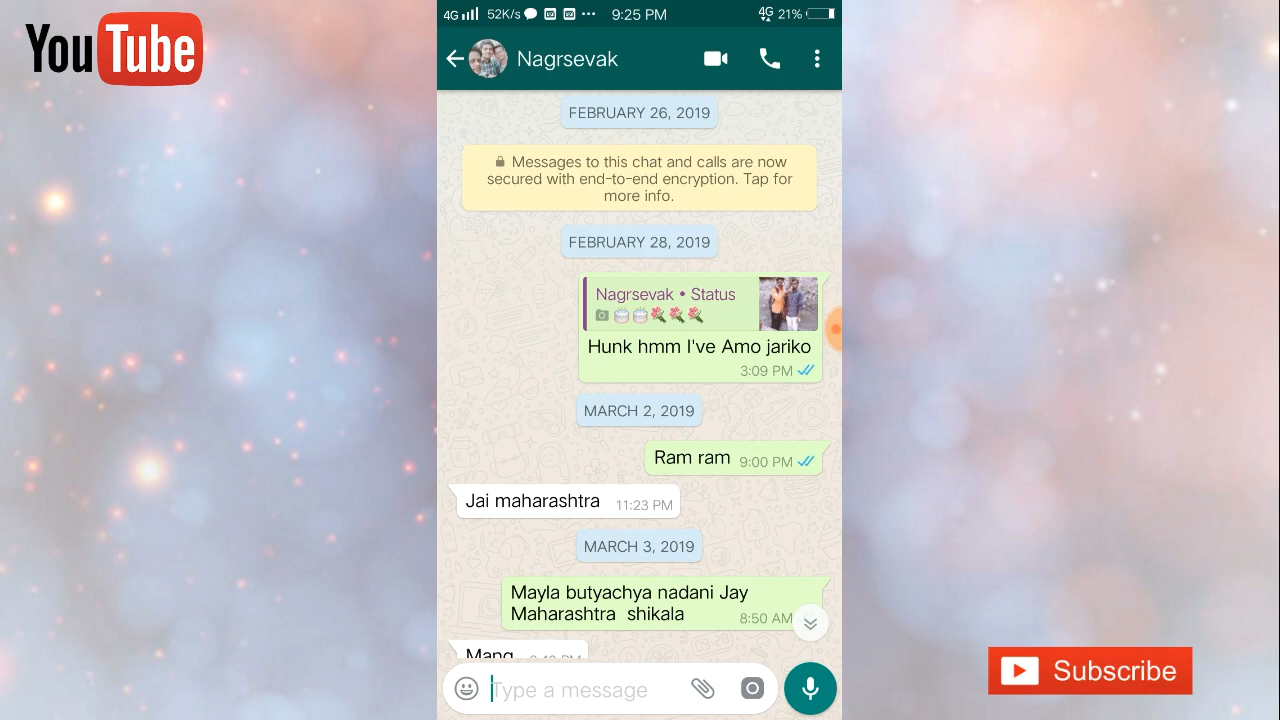 YouTube
4G 52K/s 9:25 PM 4G 21%
Nagrsevak
FEBRUARY 26, 2019
Messages to this chat and calls are now
secured with end-to-end encryption. Tap for
more info.
FEBRUARY 28, 2019
Nagrsevak • Status
Hunk hmm I've Amo jariko
3:09 PM
MARCH 2, 2019
Ram ram 9:00 PM
Jai maharashtra 11:23 PM
MARCH 3, 2019
Mayla butyachya nadani Jay
Maharashtra shikala 8:50 AM
Mang
Type a message
Subscribe